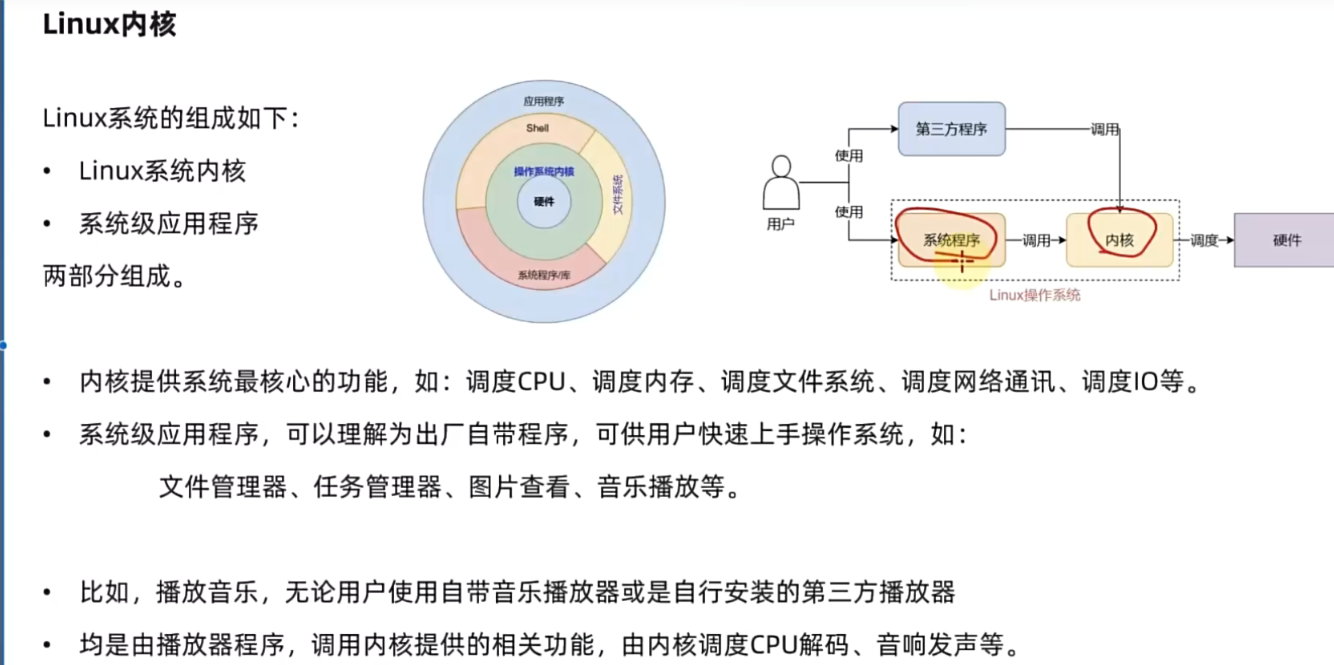 Linux内核
Linux系统的组成如下：
• Linux系统内核
• 系统级应用程序
两部分组成。
应用程序
Shell
操作系统内核
硬件
文件系统
系统程序/库
用户
使用
使用
第三方程序
调用
系统程序
调用
内核
调度
硬件
Linux操作系统
• 内核提供系统最核心的功能，如：调度CPU、调度内存、调度文件系统、调度网络通讯、调度IO等。
• 系统级应用程序，可以理解为出厂自带程序，可供用户快速上手操作系统，如：
文件管理器、任务管理器、图片查看、音乐播放等。
• 比如，播放音乐，无论用户使用自带音乐播放器或是自行安装的第三方播放器
• 均是由播放器程序，调用内核提供的相关功能，由内核调度CPU解码、音响发声等。